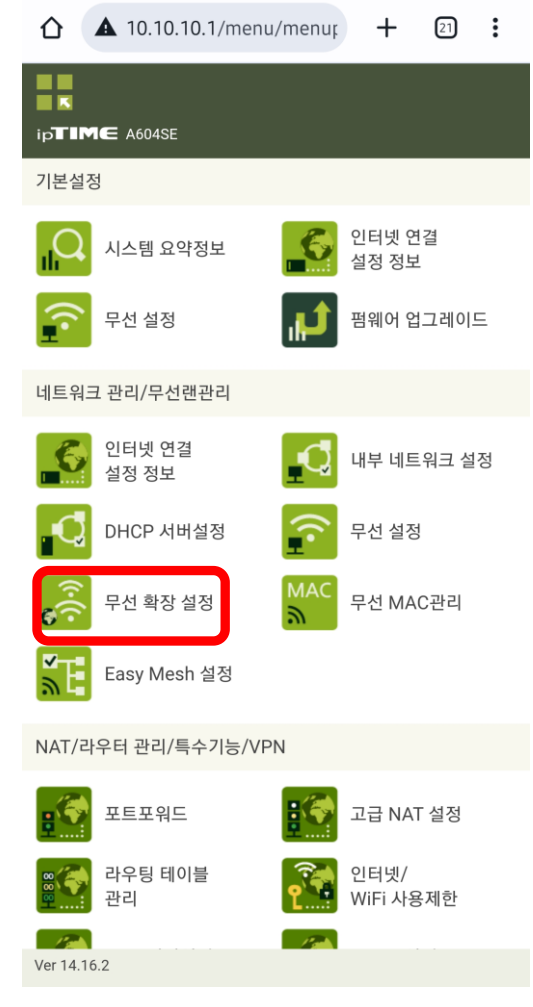 10.10.10.1/menu/menup
21
ipTIME A604SE
기본설정
시스템 요약정보
인터넷 연결
설정 정보
무선 설정
펌웨어 업그레이드
네트워크 관리/무선랜관리
인터넷 연결
설정 정보
내부 네트워크 설정
DHCP 서버설정
무선 설정
무선 확장 설정
MAC
무선 MAC관리
Easy Mesh 설정
NAT/라우터 관리/특수기능/VPN
포트포워드
고급 NAT 설정
라우팅 테이블
관리
인터넷/
WiFi 사용제한
Ver 14.16.2